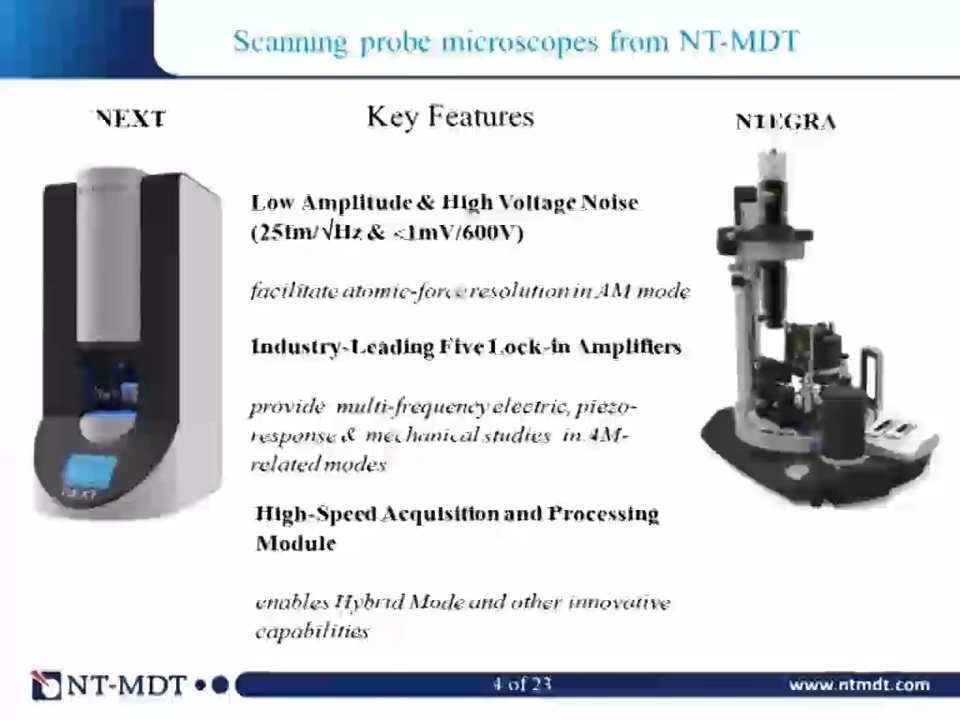 Scanning probe microscopes from NT-MDT
NEXT
Key Features
NTEGRA
Low Amplitude & High Voltage Noise
(25fm/√Hz & <1mV/600V)
facilitate atomic-force resolution in AM mode
Industry-Leading Five Lock-in Amplifiers
provide multi-frequency electric, piezo-
response & mechanical studies in AM-
related modes
High-Speed Acquisition and Processing
Module
enables Hybrid Mode and other innovative
capabilities
NEXT
NT-MDT
4 of 23
www.ntmdt.com